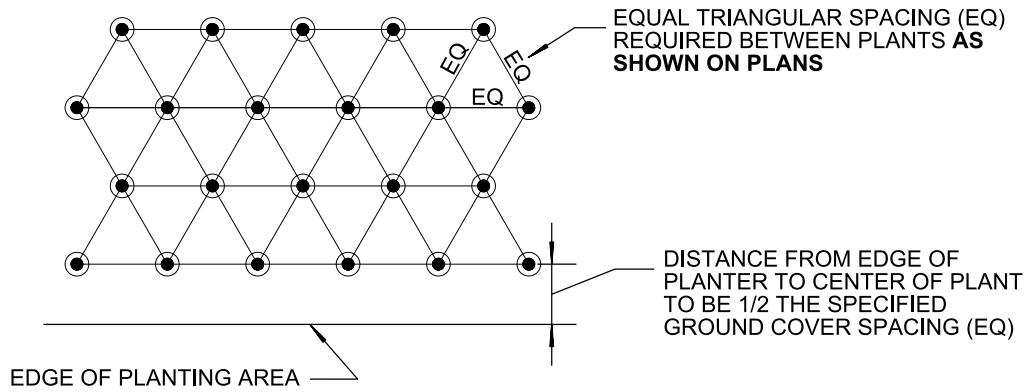 EQUAL TRIANGULAR SPACING (EQ)
REQUIRED BETWEEN PLANTS AS
SHOWN ON PLANS
EQ
EQ
EQ
DISTANCE FROM EDGE OF
PLANTER TO CENTER OF PLANT
TO BE 1/2 THE SPECIFIED
GROUND COVER SPACING (EQ)
EDGE OF PLANTING AREA